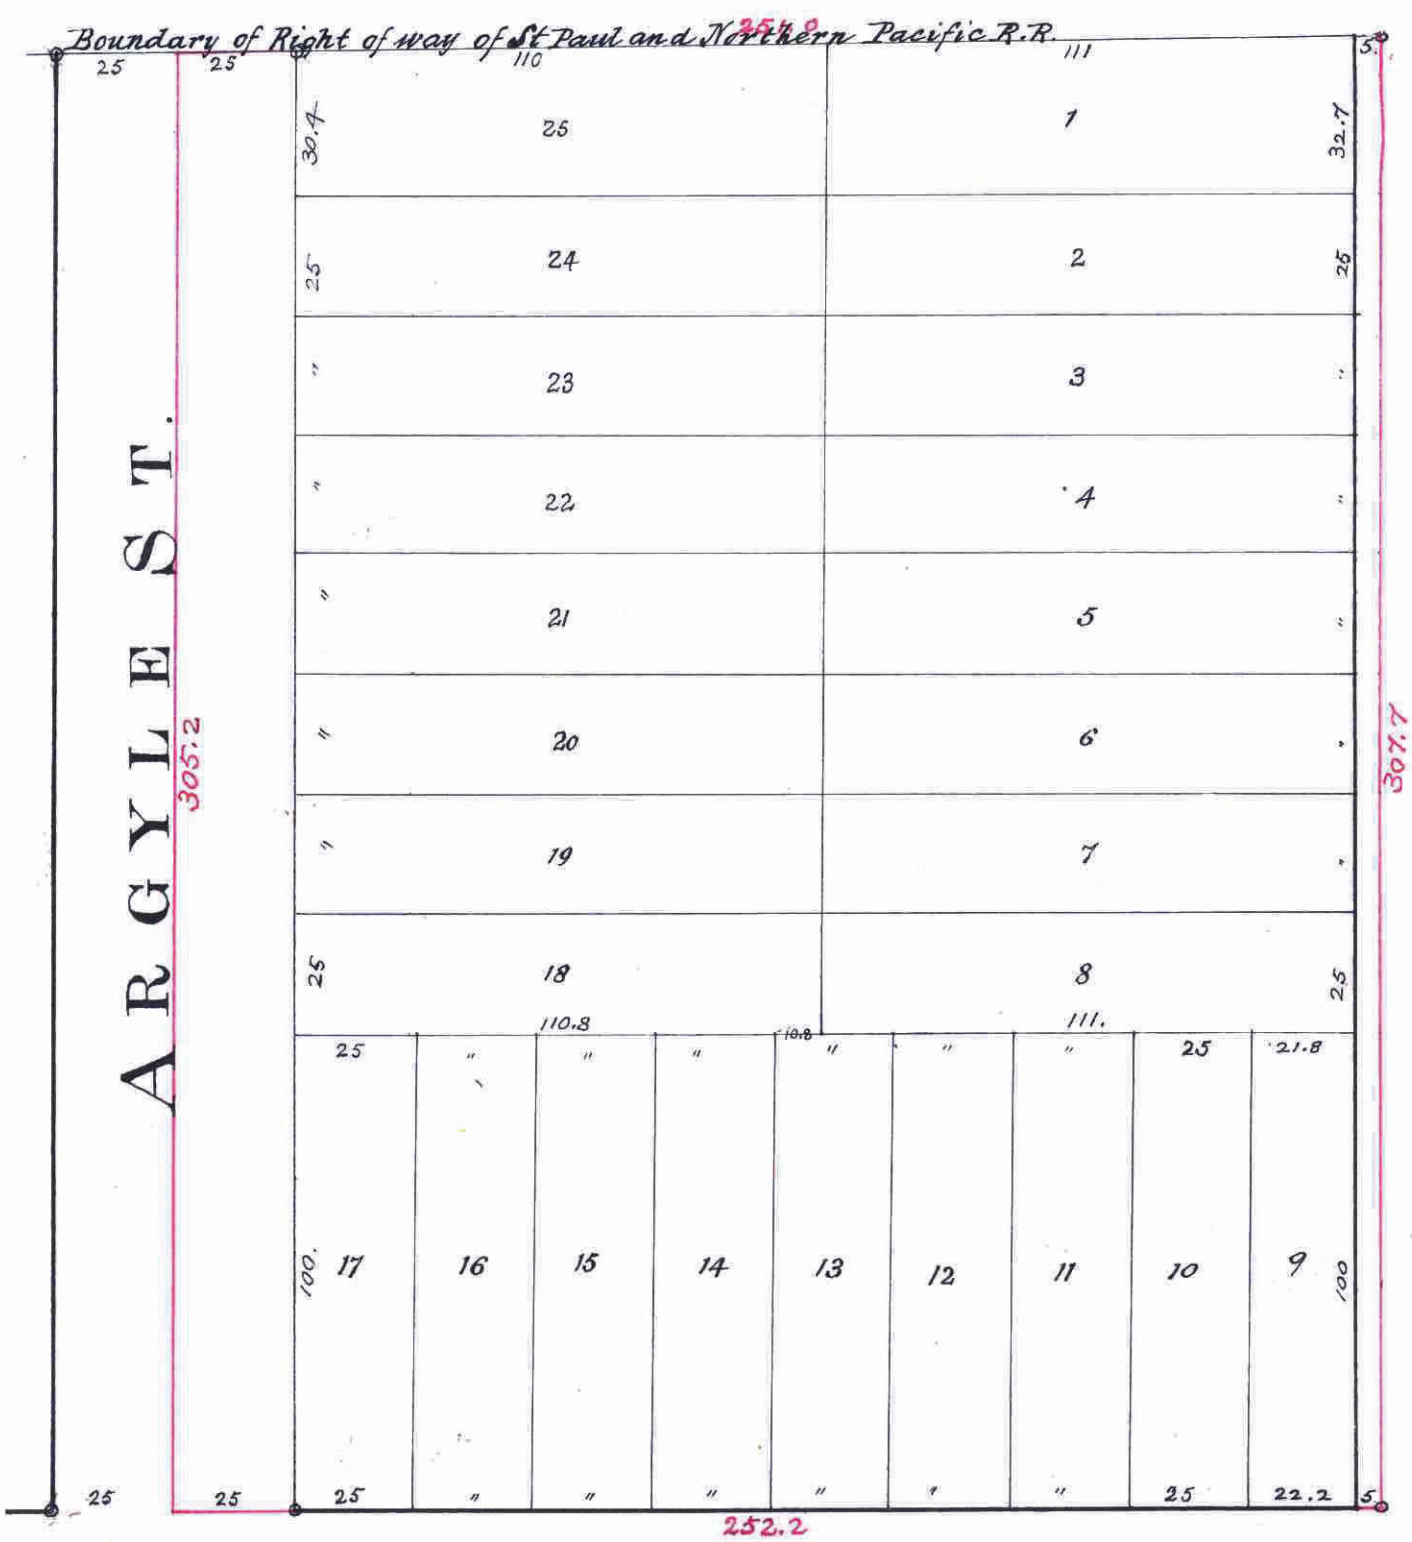 Boundary of Right of way of St Paul and Northern Pacific R.R.
25 25 110 111 5.
30.4 25 1 32.7
25 24 2 25
" 23 3 "
" 22 4 "
" 21 5 "
" 20 6 "
ARGYLE ST.
305.2
307.7
" 19 7 "
25 18 8 25
110.8 111.
25 " " " 10.8 " " " 25 21.8
100. 17 16 15 14 13 12 11 10 9 100
25 25 25 " " " " " " 25 22.2 5
252.2